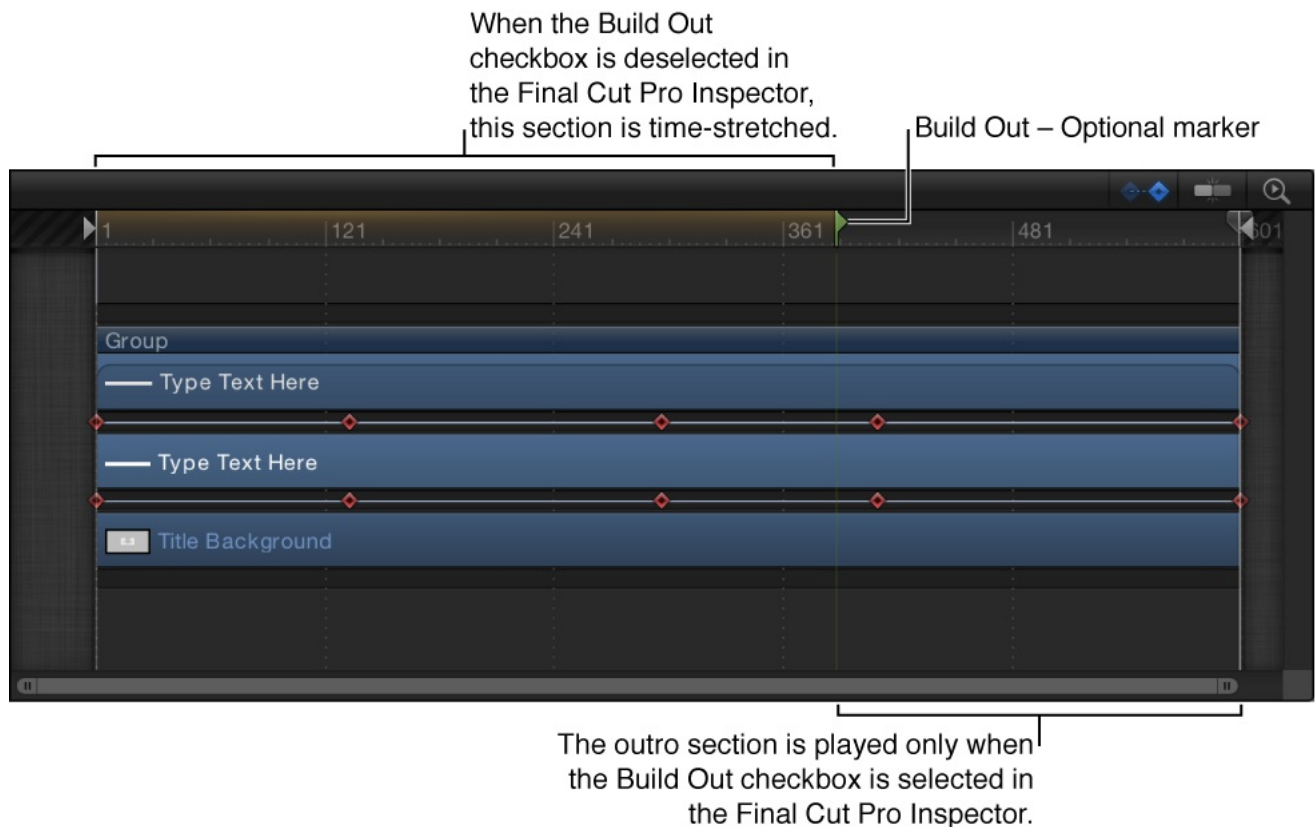 When the Build Out
checkbox is deselected in
the Final Cut Pro Inspector,
this section is time-stretched.
Build Out – Optional marker
1 121 241 361 481 601
Group
Type Text Here
Type Text Here
Title Background
The outro section is played only when
the Build Out checkbox is selected in
the Final Cut Pro Inspector.